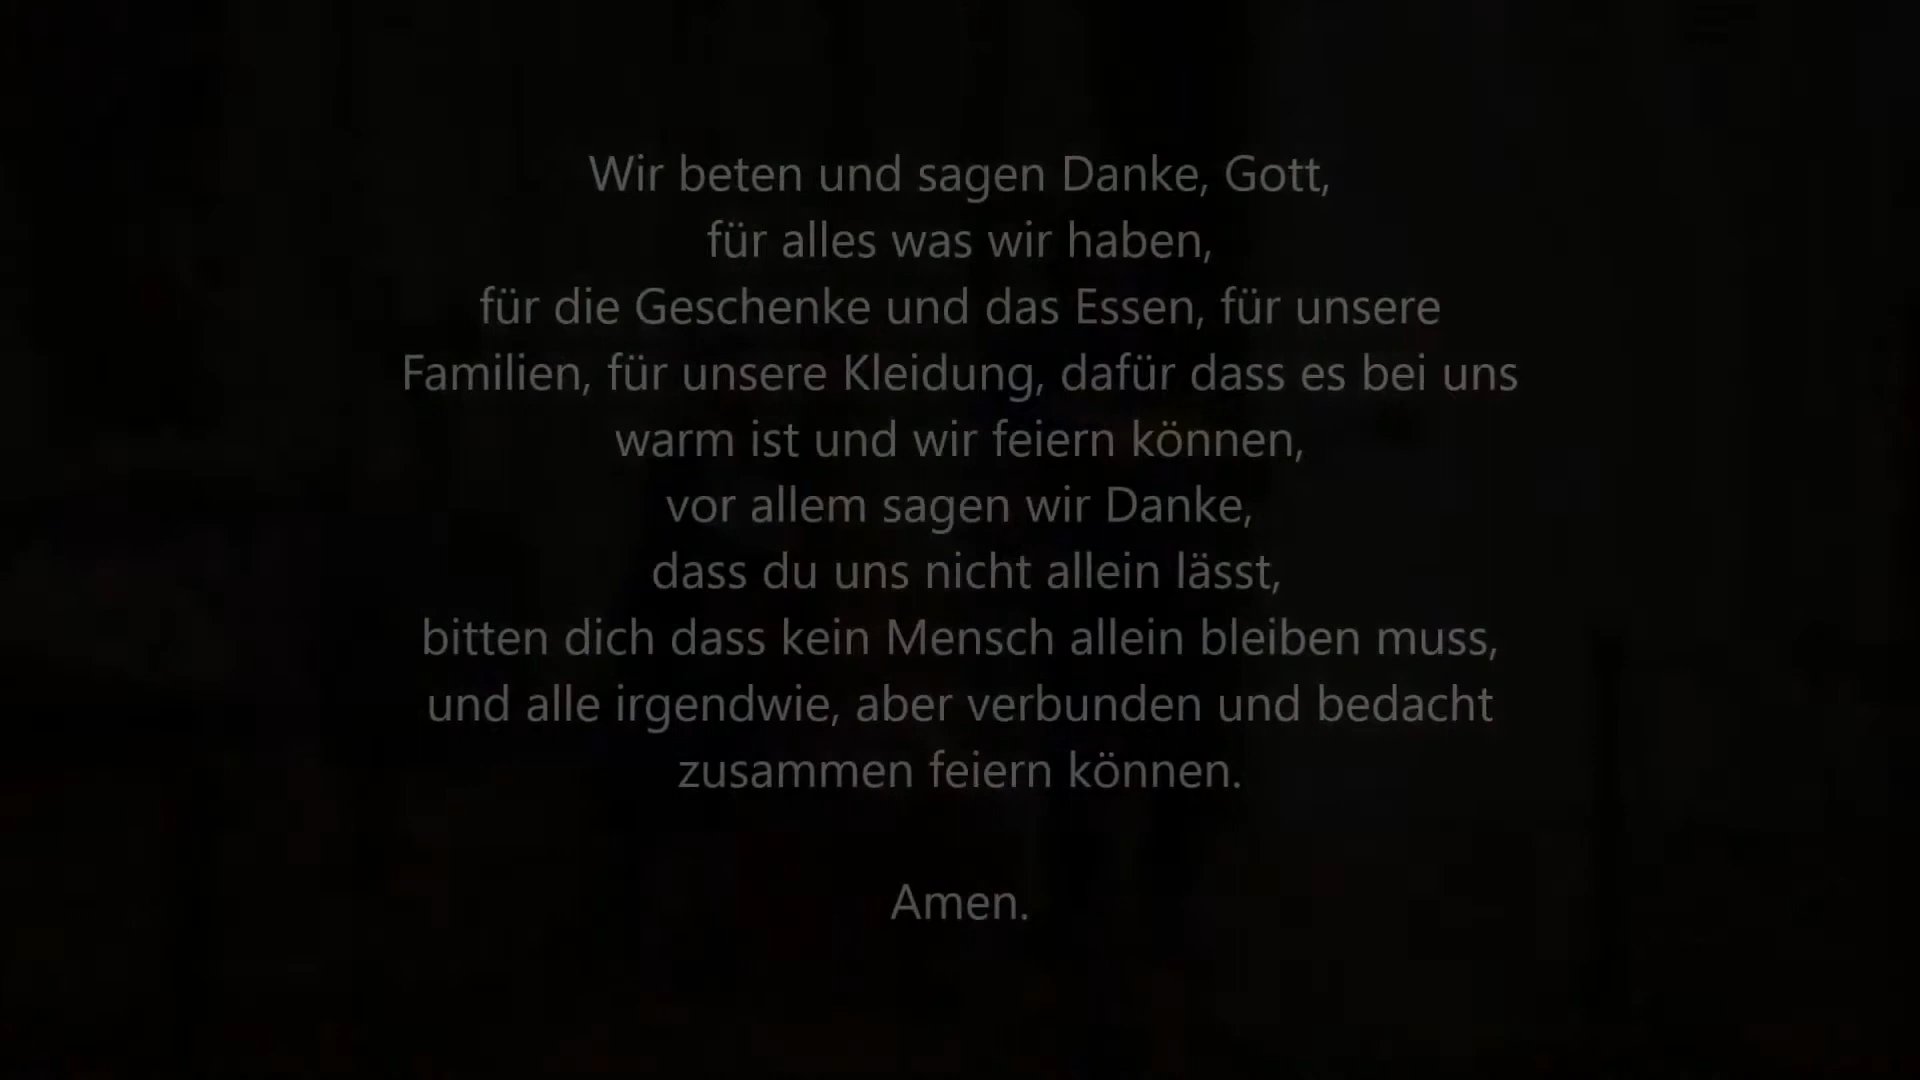 Wir beten und sagen Danke, Gott,
für alles was wir haben,
für die Geschenke und das Essen, für unsere
Familien, für unsere Kleidung, dafür dass es bei uns
warm ist und wir feiern können,
vor allem sagen wir Danke,
dass du uns nicht allein lässt,
bitten dich dass kein Mensch allein bleiben muss,
und alle irgendwie, aber verbunden und bedacht
zusammen feiern können.
Amen.